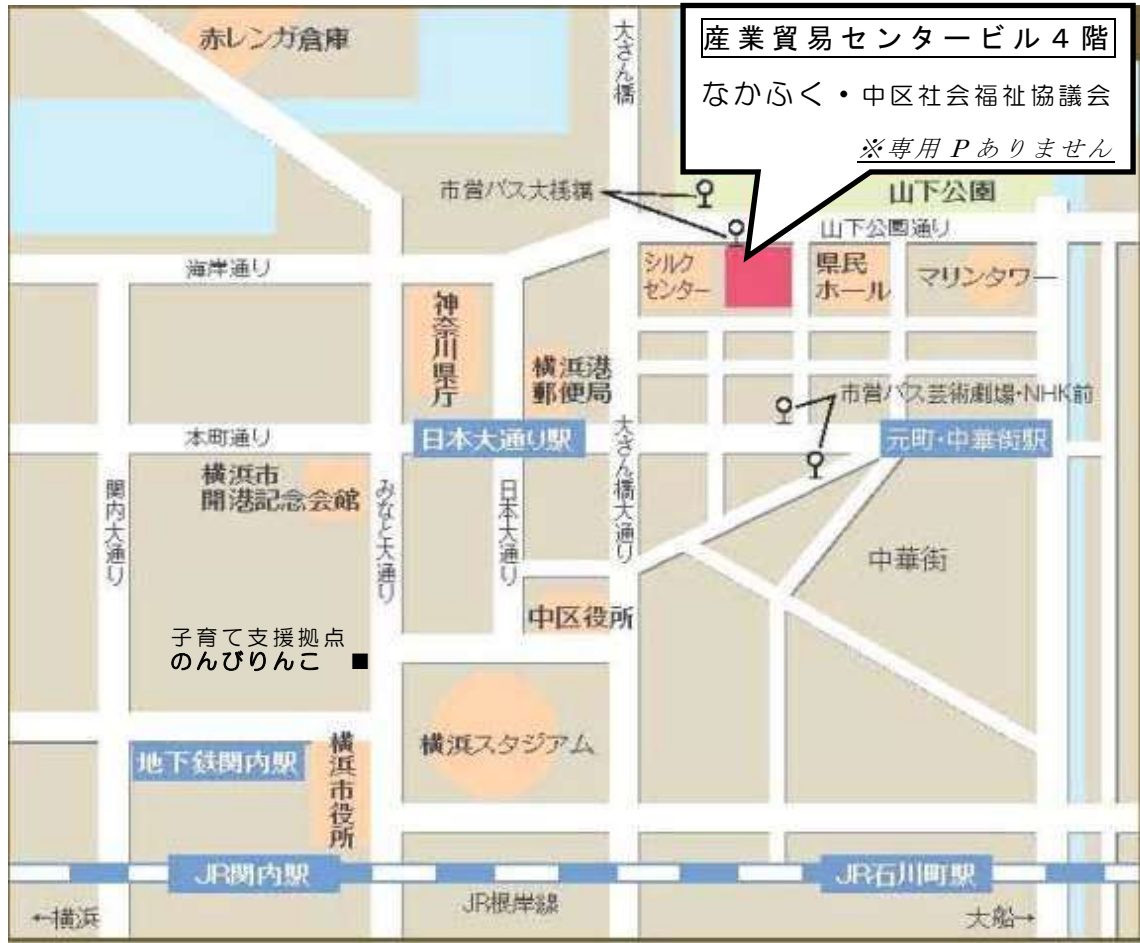 赤レンガ倉庫
大さん橋
産業貿易センタービル4階
なかふく・中区社会福祉協議会
※専用Pありません
市営バス大桟橋
山下公園
山下公園通り
海岸通り
シルク
センター
県民
ホール
マリンタワー
神奈川県庁
横浜港
郵便局
市営バス芸術劇場・NHK前
本町通り
日本大通り駅
元町・中華街駅
横浜市
開港記念会館
関内大通り
みなと大通り
日本大通り
大さん橋大通り
中華街
中区役所
子育て支援拠点
のんびりんこ ■
横浜スタジアム
地下鉄関内駅
横浜市役所
JR関内駅
JR石川町駅
JR根岸線
←横浜
大船→